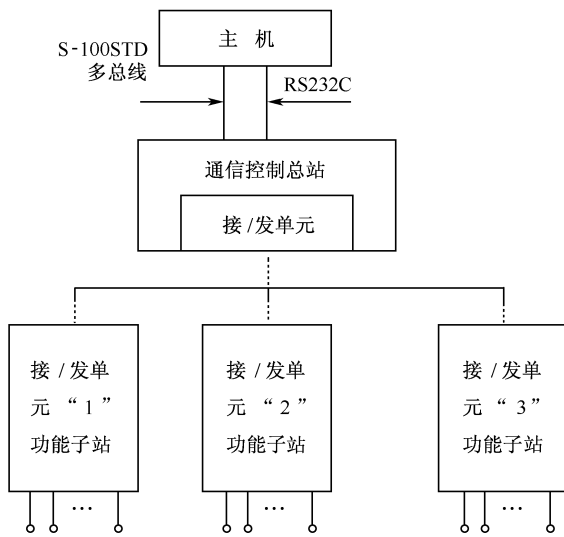 主 机
S-100STD
多总线
RS232C
通信控制总站
接/发单元
接/发单
元“1”
功能子站
接/发单
元“2”
功能子站
接/发单
元“3”
功能子站
…
…
…